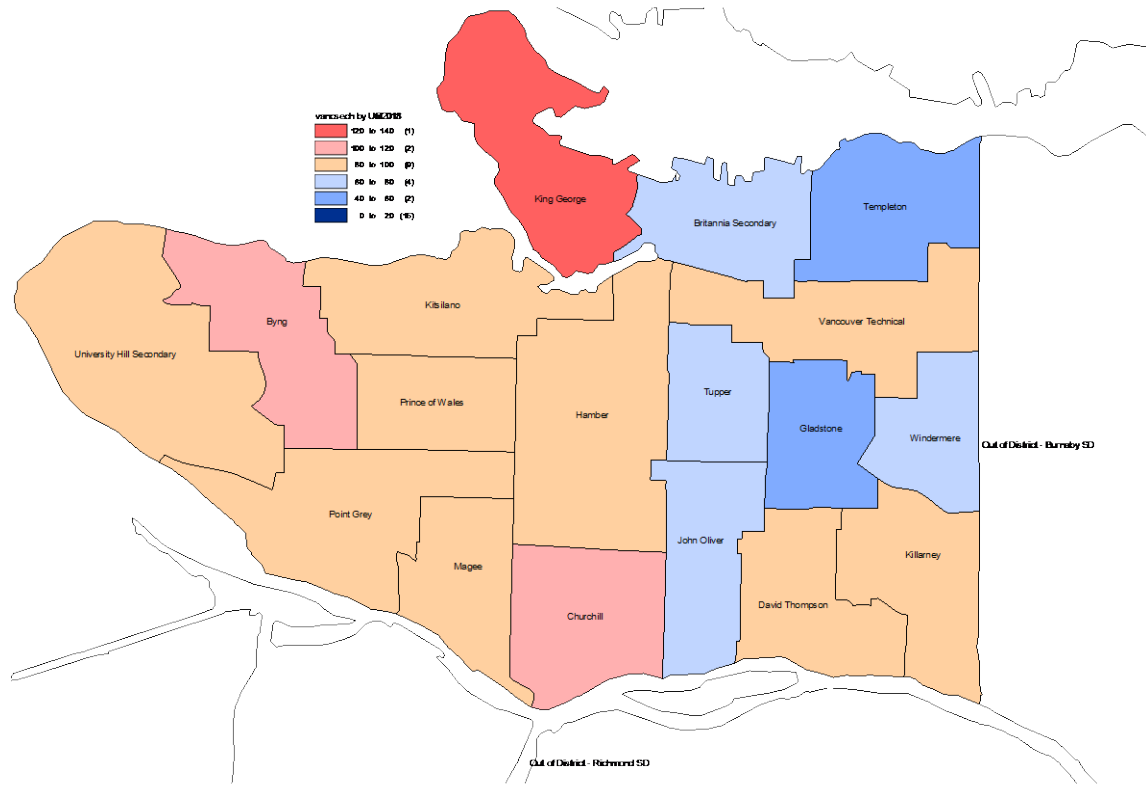 120 to 140 (1)
100 to 120 (2)
80 to 100 (9)
60 to 80 (4)
40 to 60 (2)
0 to 20 (15)
King George
Templeton
Britannia Secondary
Kitsilano
Byng
Vancouver Technical
University Hill Secondary
Tupper
Prince of Wales
Hamber
Gladstone
Windermere
Out of District - Burnaby SD
Point Grey
John Oliver
Killarney
Magee
David Thompson
Churchill
Out of District - Richmond SD